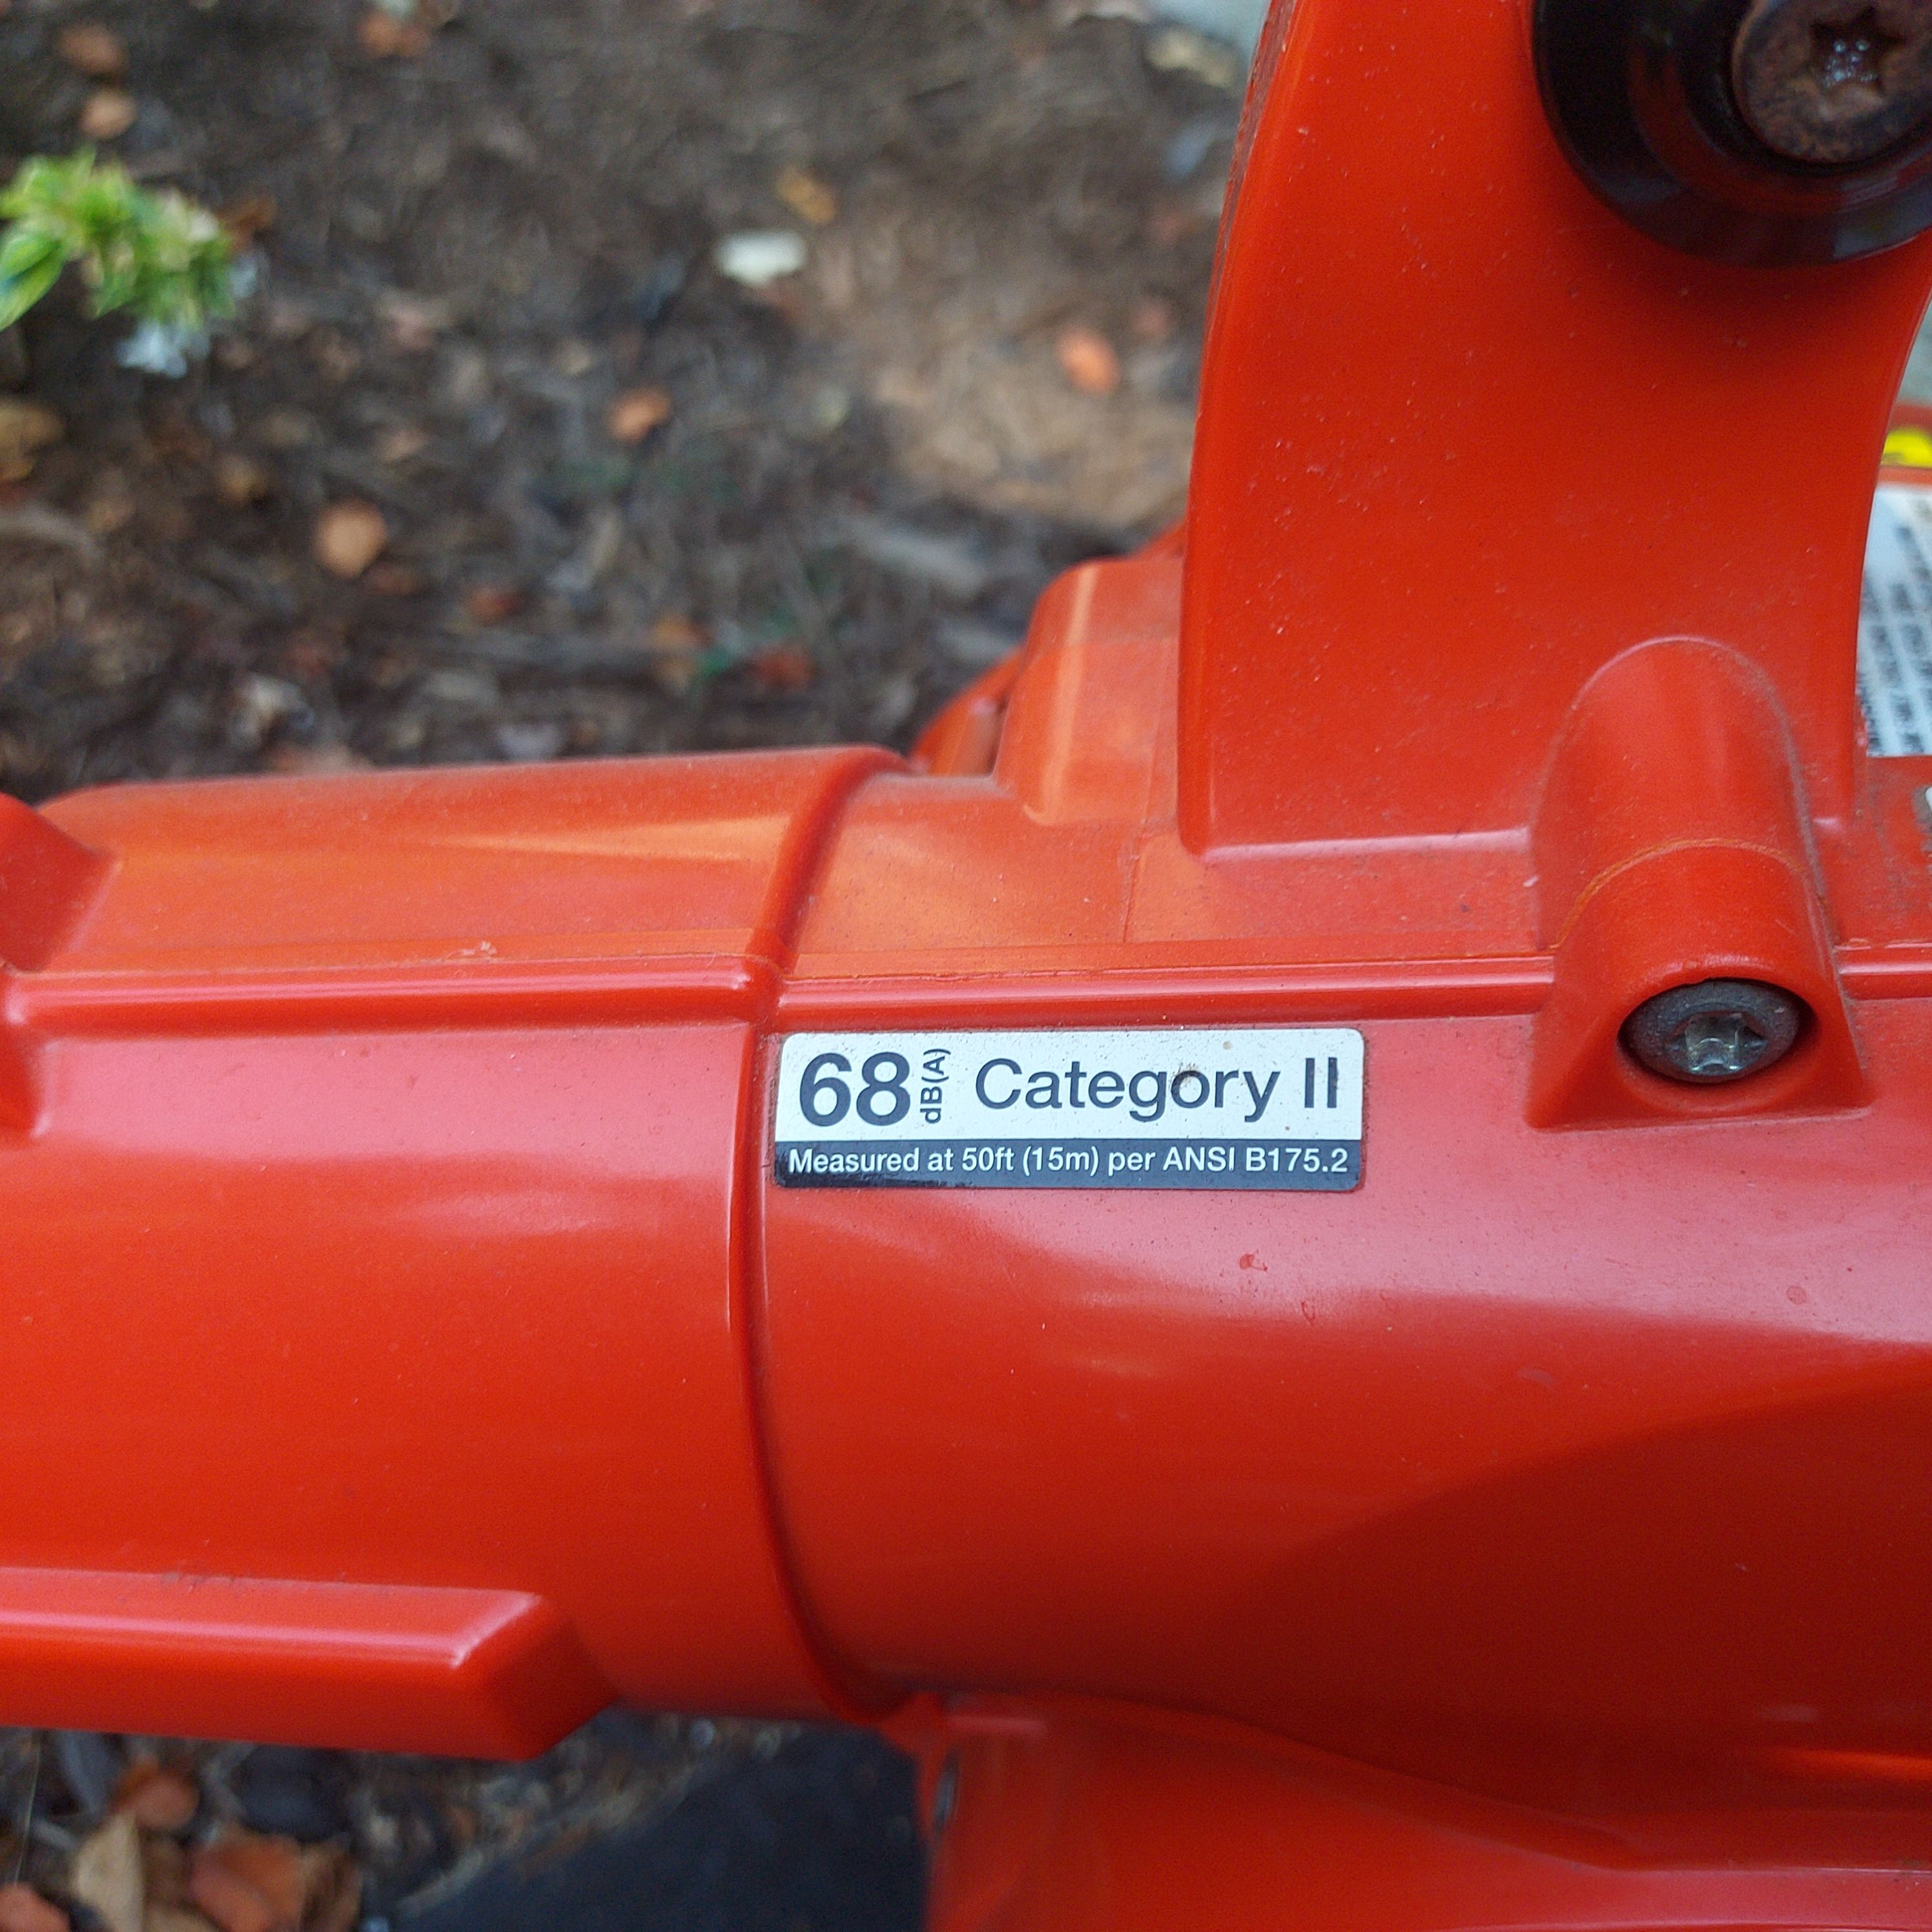 68 dB(A) Category II
Measured at 50ft (15m) per ANSI B175.2